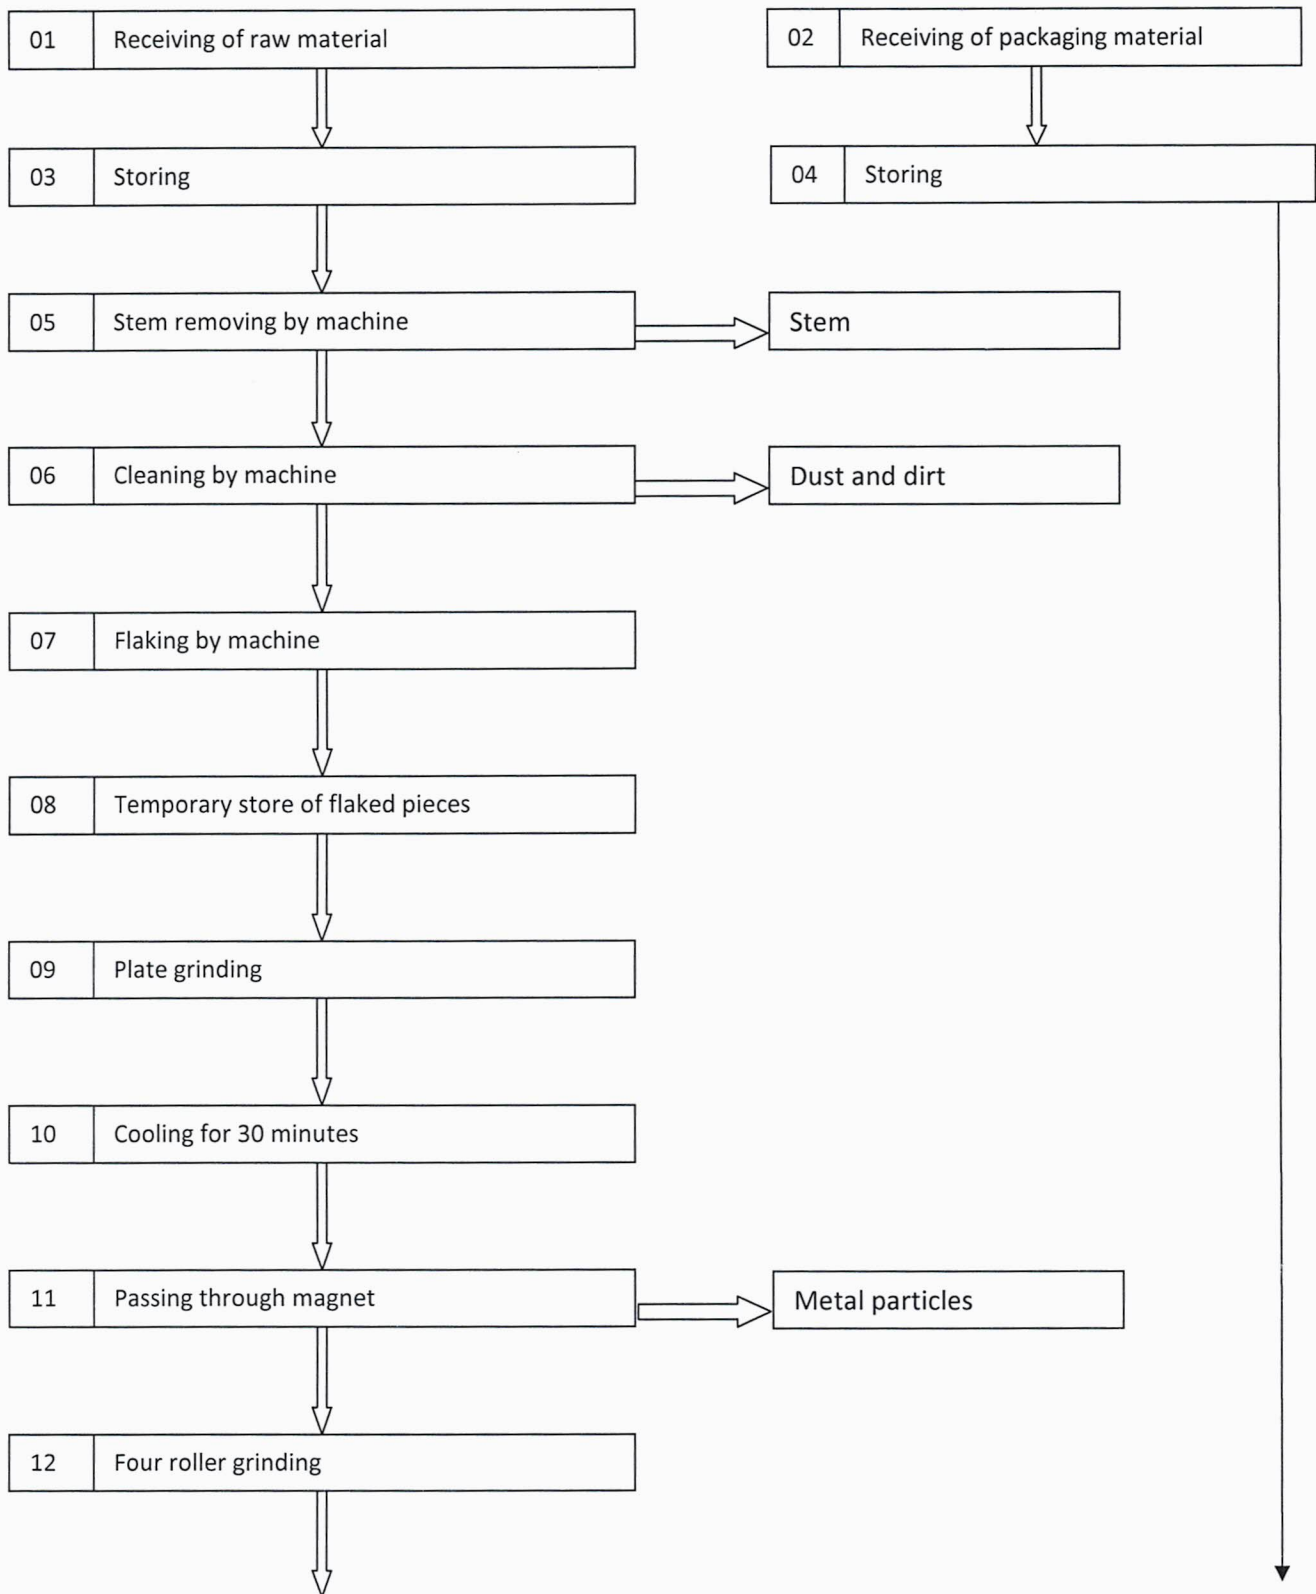 01 Receiving of raw material
02 Receiving of packaging material
03 Storing
04 Storing
05 Stem removing by machine
Stem
06 Cleaning by machine
Dust and dirt
07 Flaking by machine
08 Temporary store of flaked pieces
09 Plate grinding
10 Cooling for 30 minutes
11 Passing through magnet
Metal particles
12 Four roller grinding